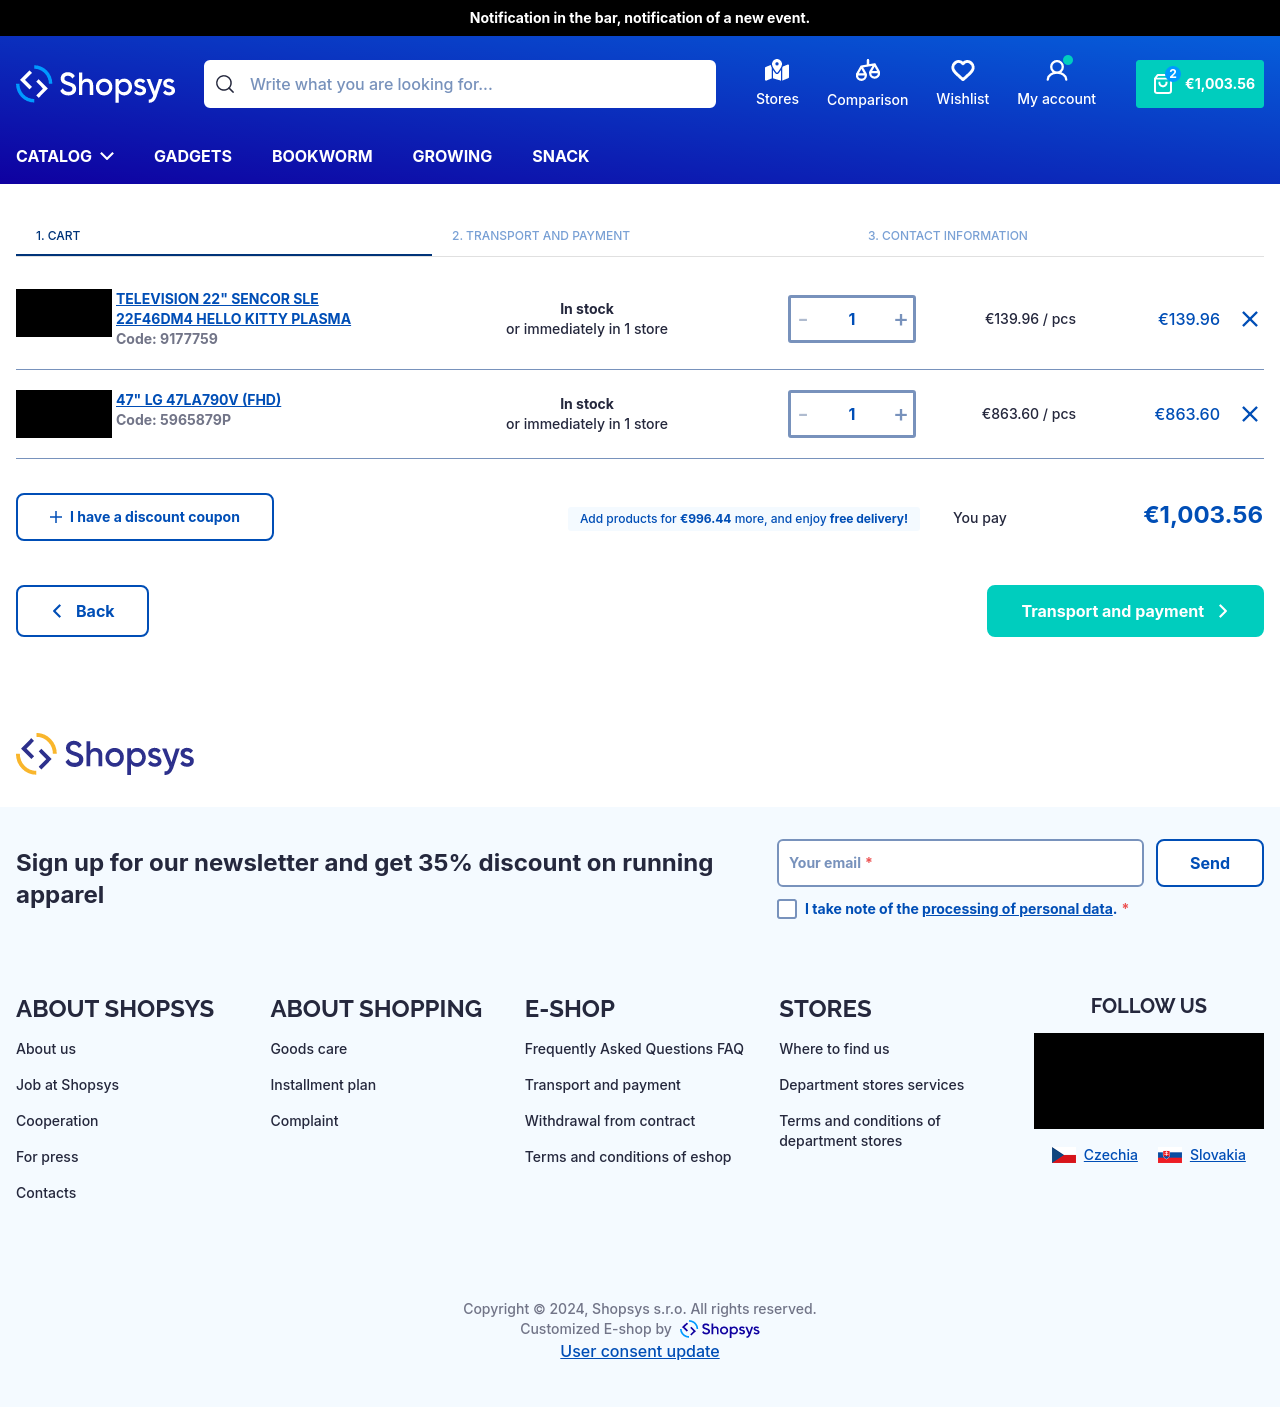 Notification in the bar, notification of a new event.
Shopsys
Write what you are looking for...
Stores
Comparison
Wishlist
My account
2
€1,003.56
CATALOG
GADGETS
BOOKWORM
GROWING
SNACK
1. CART
2. TRANSPORT AND PAYMENT
3. CONTACT INFORMATION
TELEVISION 22" SENCOR SLE
22F46DM4 HELLO KITTY PLASMA
Code: 9177759
In stock
or immediately in 1 store
- 1 +
€139.96 / pcs
€139.96
47" LG 47LA790V (FHD)
Code: 5965879P
In stock
or immediately in 1 store
- 1 +
€863.60 / pcs
€863.60
I have a discount coupon
Add products for €996.44 more, and enjoy free delivery!
You pay
€1,003.56
Back
Transport and payment
Shopsys
Sign up for our newsletter and get 35% discount on running
apparel
Your email *
Send
I take note of the processing of personal data. *
ABOUT SHOPSYS
About us
Job at Shopsys
Cooperation
For press
Contacts
ABOUT SHOPPING
Goods care
Installment plan
Complaint
E-SHOP
Frequently Asked Questions FAQ
Transport and payment
Withdrawal from contract
Terms and conditions of eshop
STORES
Where to find us
Department stores services
Terms and conditions of
department stores
FOLLOW US
Czechia
Slovakia
Copyright © 2024, Shopsys s.r.o. All rights reserved.
Customized E-shop by Shopsys
User consent update